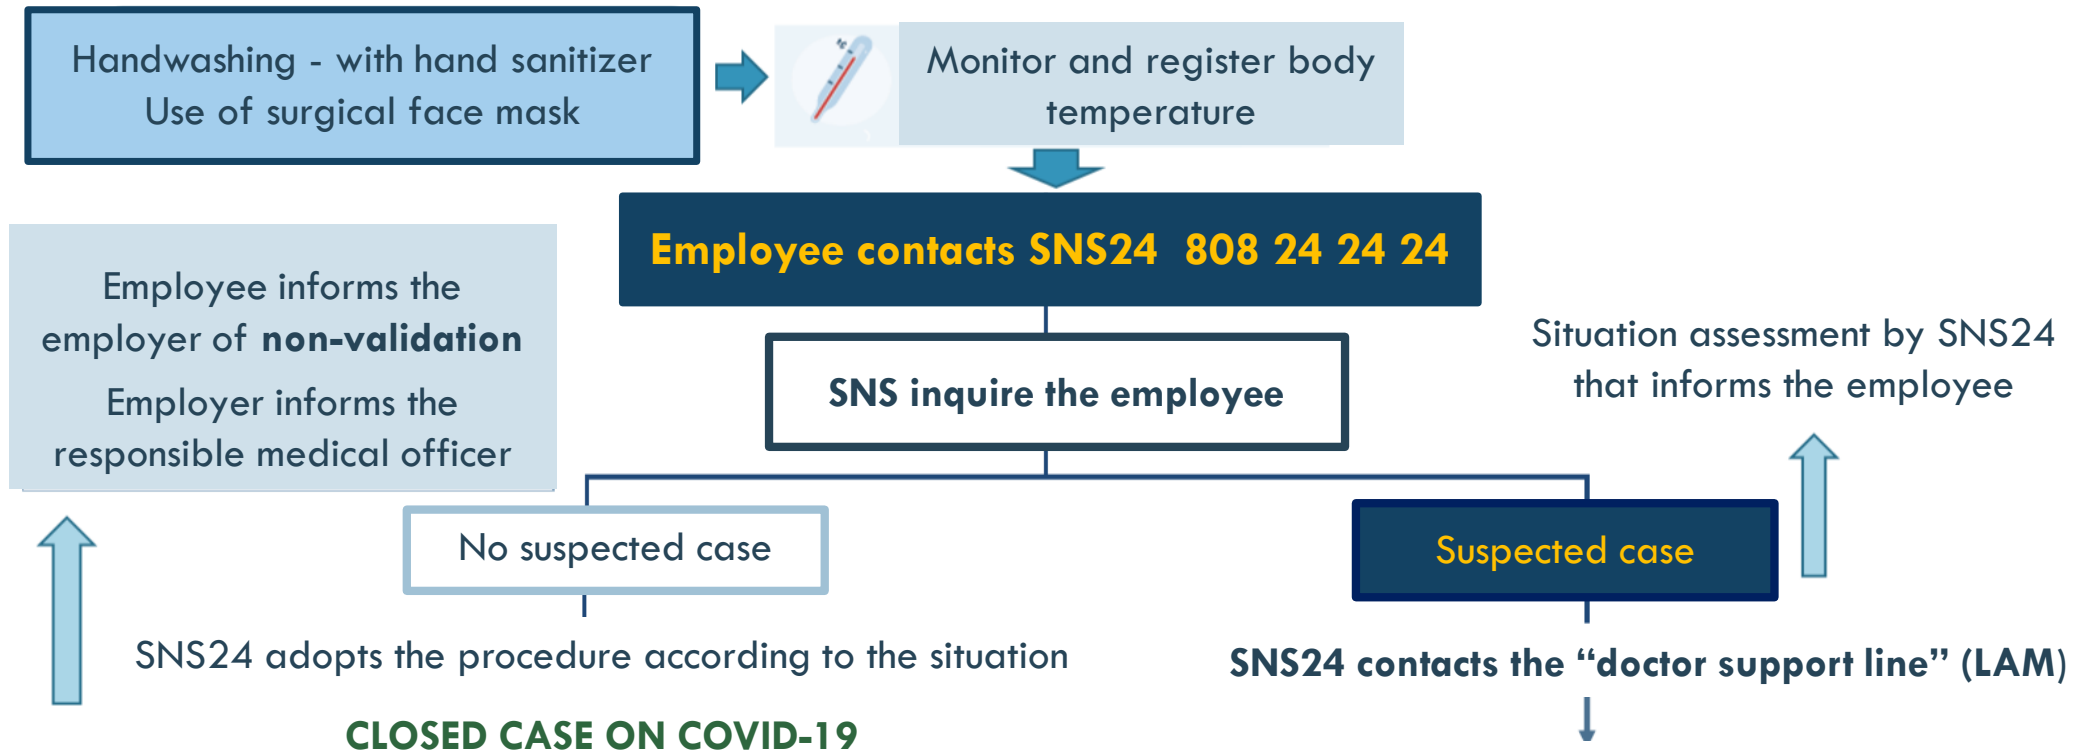 Handwashing - with hand sanitizer
Use of surgical face mask
Monitor and register body
temperature
Employee contacts SNS24 808 24 24 24
Employee informs the
employer of non-validation
Employer informs the
responsible medical officer
SNS inquire the employee
Situation assessment by SNS24
that informs the employee
No suspected case
Suspected case
SNS24 adopts the procedure according to the situation
SNS24 contacts the “doctor support line” (LAM)
CLOSED CASE ON COVID-19